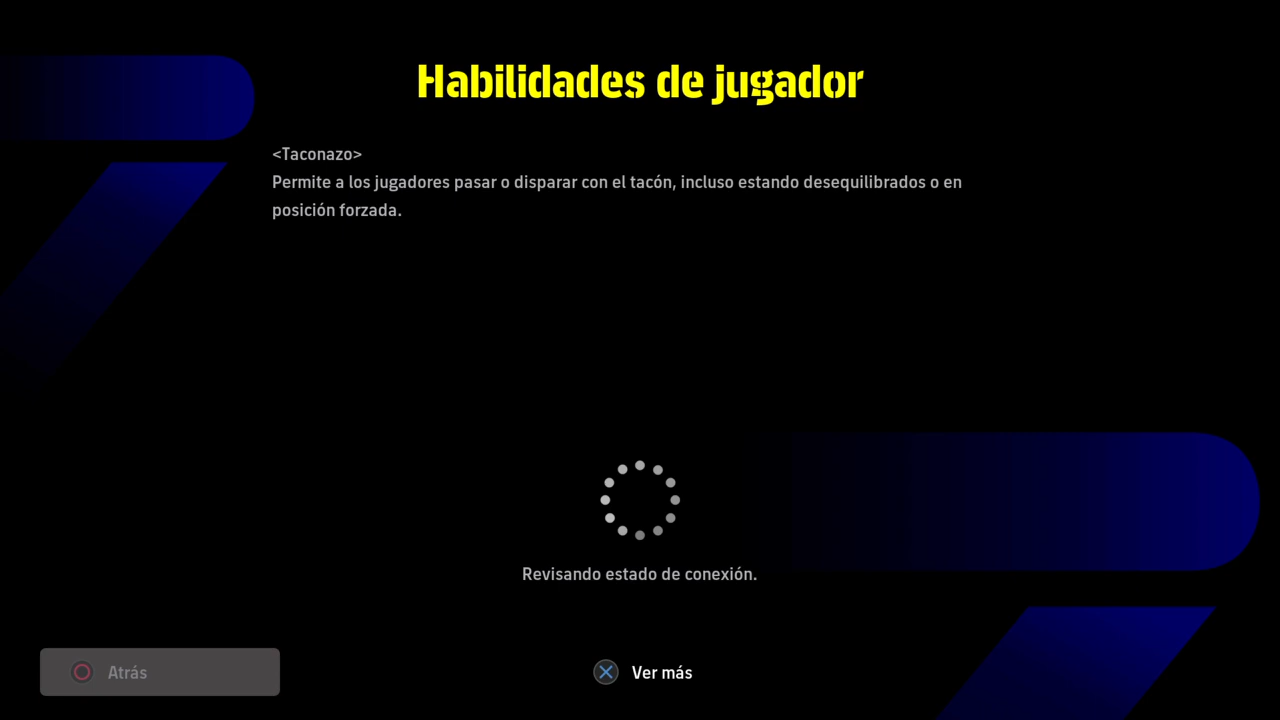 Habilidades de jugador
<Taconazo>
Permite a los jugadores pasar o disparar con el tacón, incluso estando desequilibrados o en
posición forzada.
Revisando estado de conexión.
Atrás
Ver más